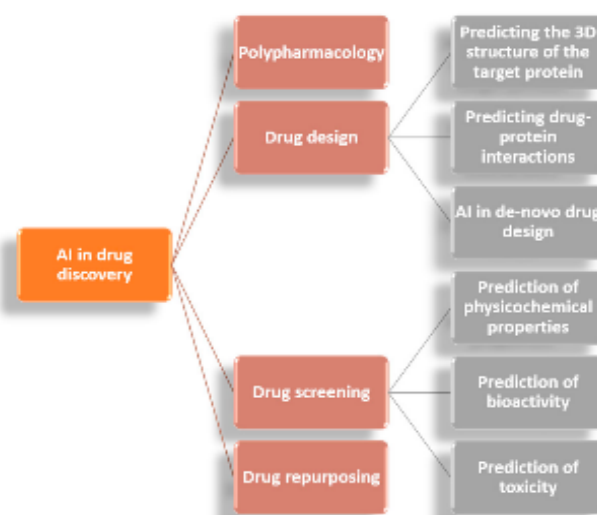 Polypharmacology
Drug design
Predicting the 3D
structure of the
target protein
Predicting drug-
protein
interactions
AI in de-novo drug
design
AI in drug
discovery
Drug screening
Drug repurposing
Prediction of
physicochemical
properties
Prediction of
bioactivity
Prediction of
toxicity